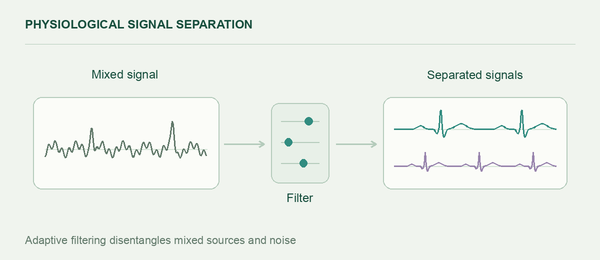 PHYSIOLOGICAL SIGNAL SEPARATION
Mixed signal
Separated signals
Filter
Adaptive filtering disentangles mixed sources and noise